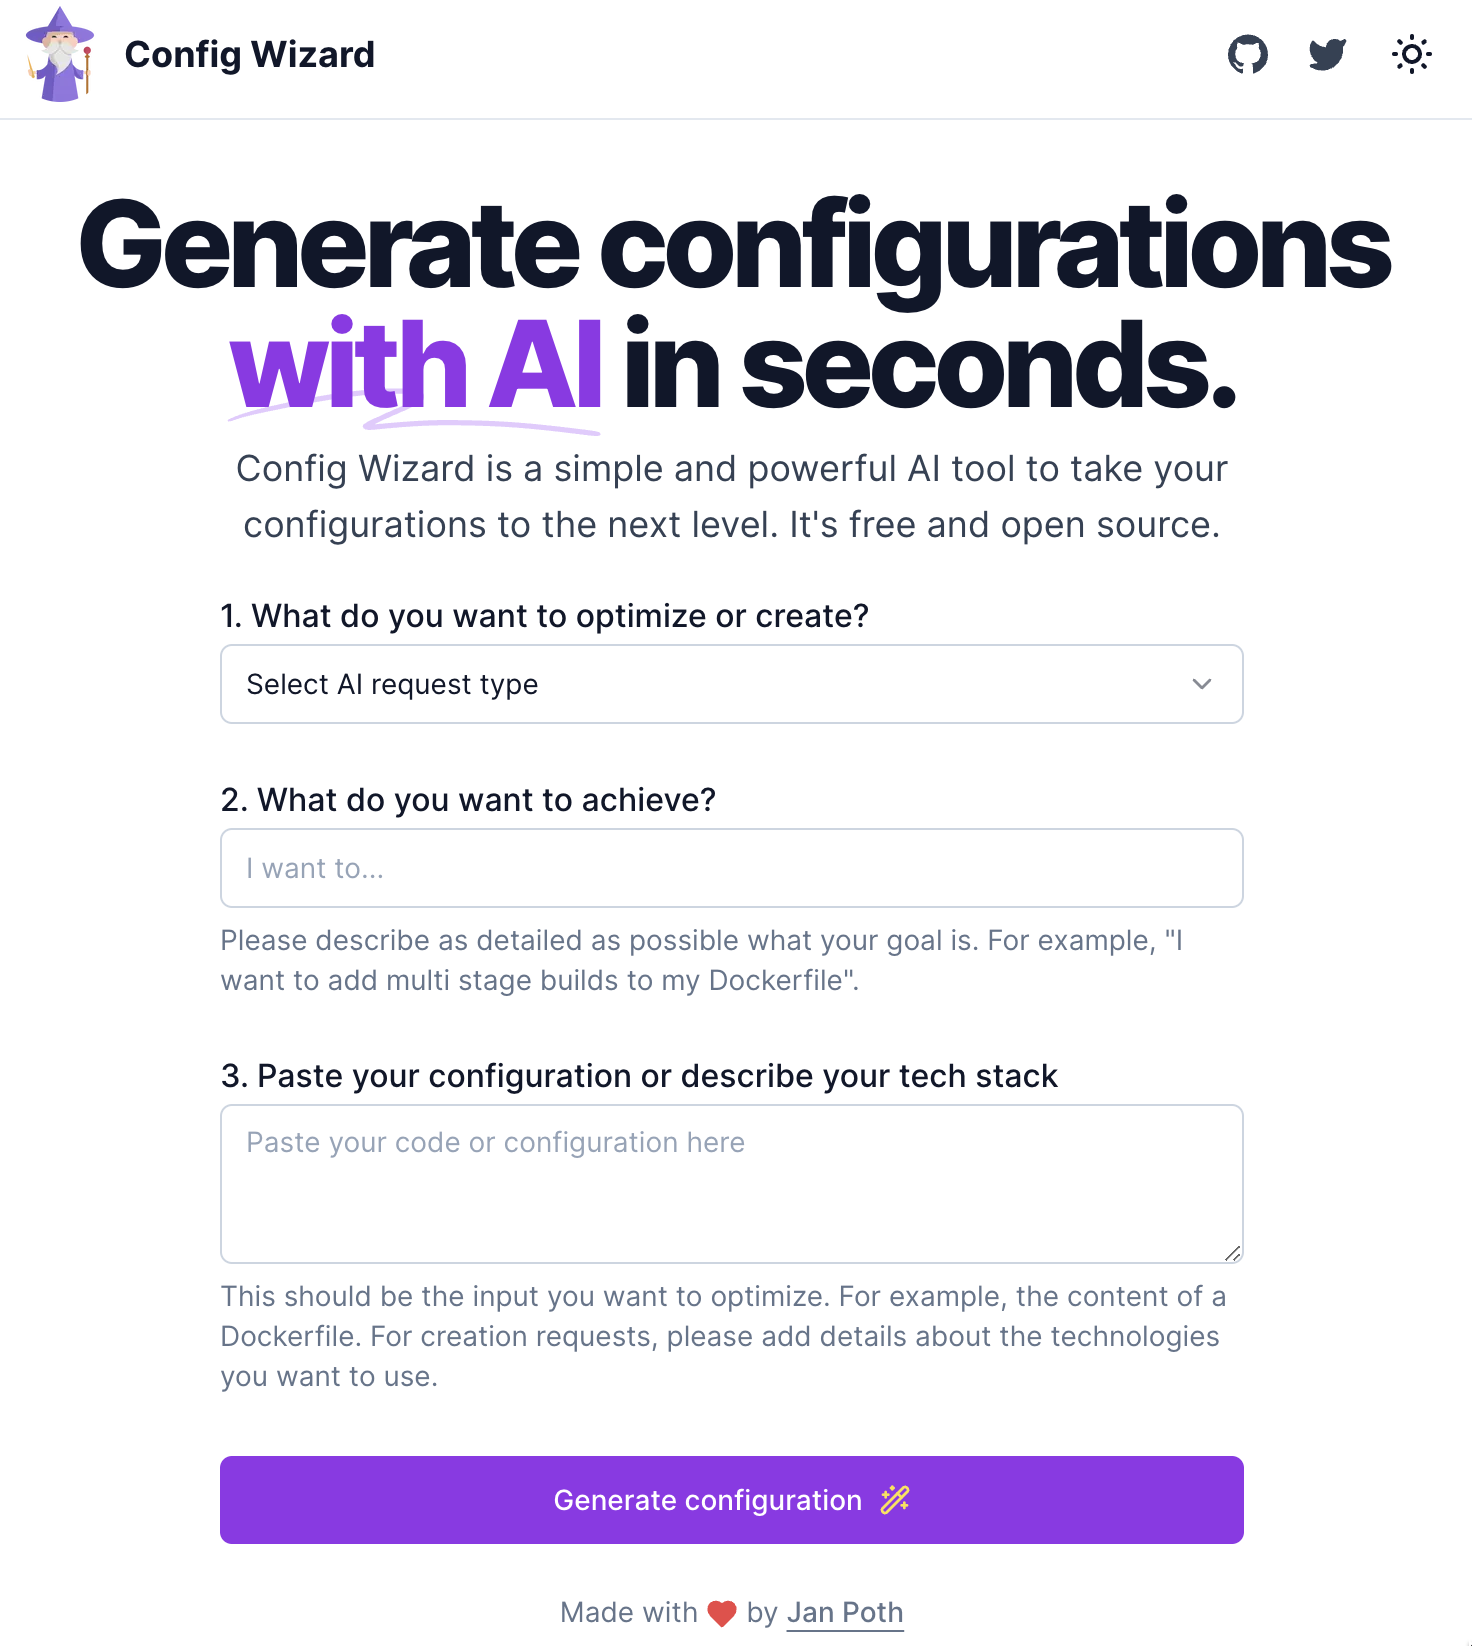 Config Wizard
Generate configurations
with AI in seconds.
Config Wizard is a simple and powerful AI tool to take your
configurations to the next level. It's free and open source.
1. What do you want to optimize or create?
Select AI request type
2. What do you want to achieve?
I want to...
Please describe as detailed as possible what your goal is. For example, "I
want to add multi stage builds to my Dockerfile".
3. Paste your configuration or describe your tech stack
Paste your code or configuration here
This should be the input you want to optimize. For example, the content of a
Dockerfile. For creation requests, please add details about the technologies
you want to use.
Generate configuration
Made with ❤️ by Jan Poth